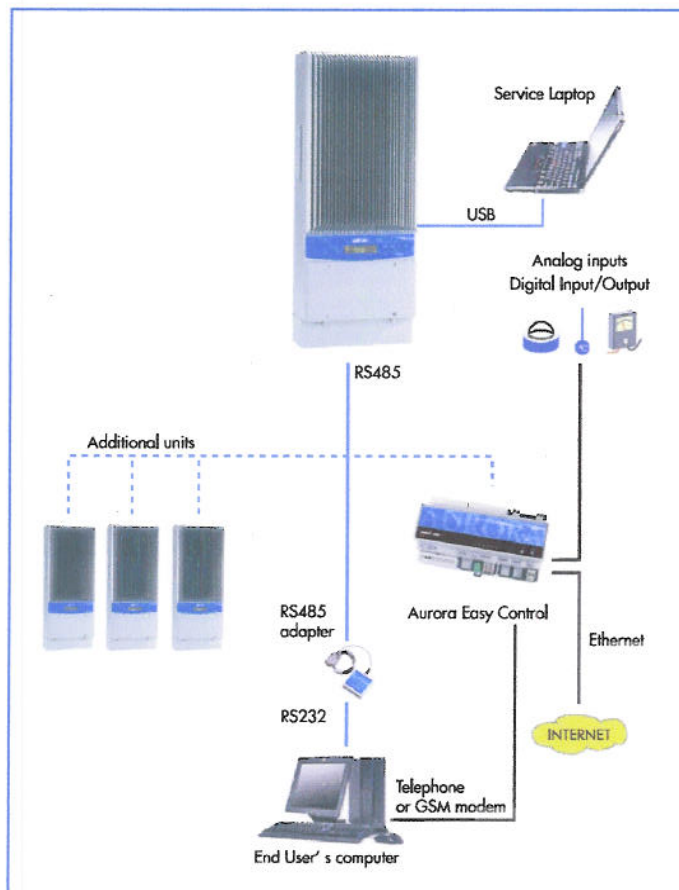 Service Laptop
USB
Analog inputs
Digital Input/Output
RS485
Additional units
RS485
adapter
Aurora Easy Control
Ethernet
RS232
INTERNET
Telephone
or GSM modem
End User' s computer